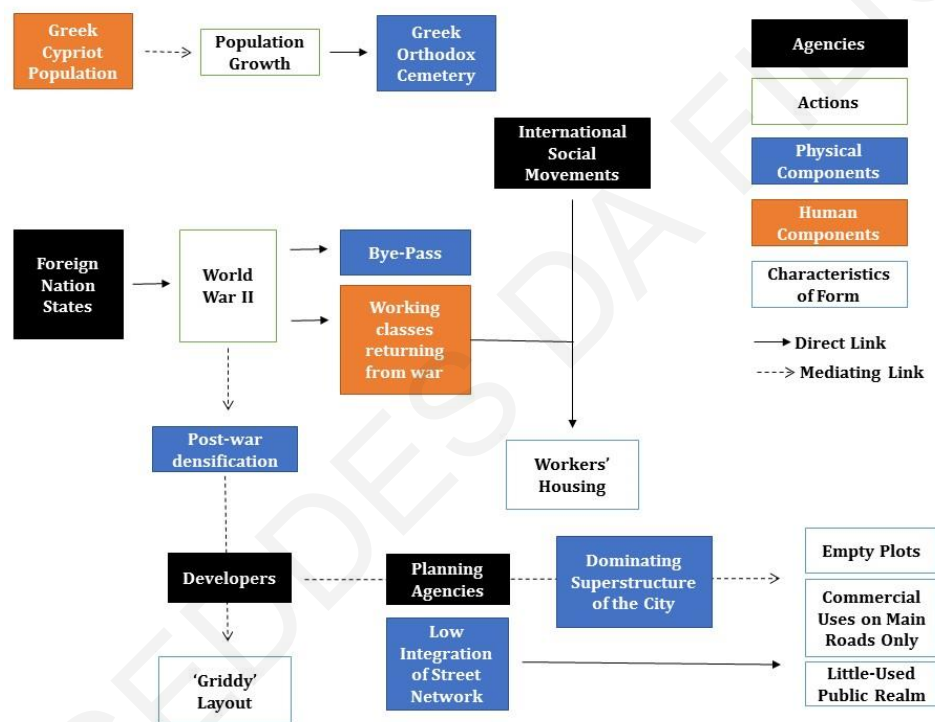 Greek
Cypriot
Population
Population
Growth
Greek
Orthodox
Cemetery
Agencies
Actions
Physical
Components
Human
Components
Characteristics
of Form
Direct Link
Mediating Link
International
Social
Movements
Foreign
Nation
States
World
War II
Bye-Pass
Working
classes
returning
from war
Post-war
densification
Workers'
Housing
Developers
Planning
Agencies
Dominating
Superstructure
of the City
Empty Plots
Commercial
Uses on Main
Roads Only
Little-Used
Public Realm
Low
Integration
of Street
Network
'Griddy'
Layout